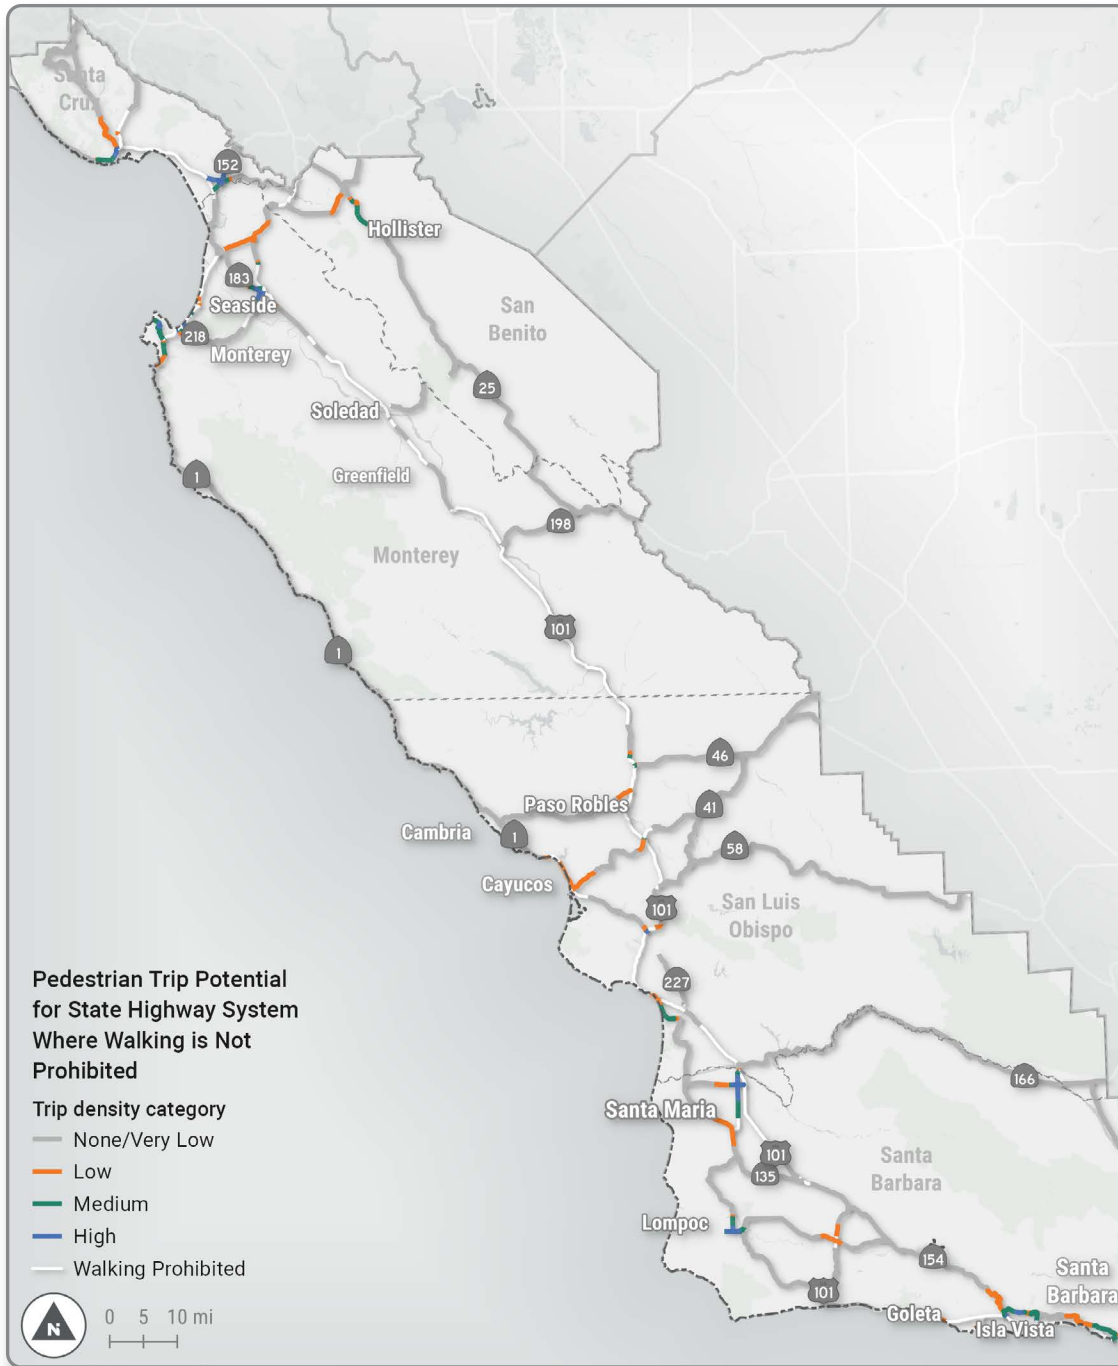 Santa
Cruz
152
Hollister
183
Seaside
San
Benito
218
Monterey
25
Soledad
1
Greenfield
198
Monterey
101
1
46
Paso Robles
41
Cambria
1
58
Cayucos
101
San Luis
Obispo
227
166
Santa Maria
101
135
Santa
Barbara
Lompoc
154
Santa
Barbara
101
Goleta
Isla Vista
Pedestrian Trip Potential
for State Highway System
Where Walking is Not
Prohibited
Trip density category
None/Very Low
Low
Medium
High
Walking Prohibited
N
0 5 10 mi